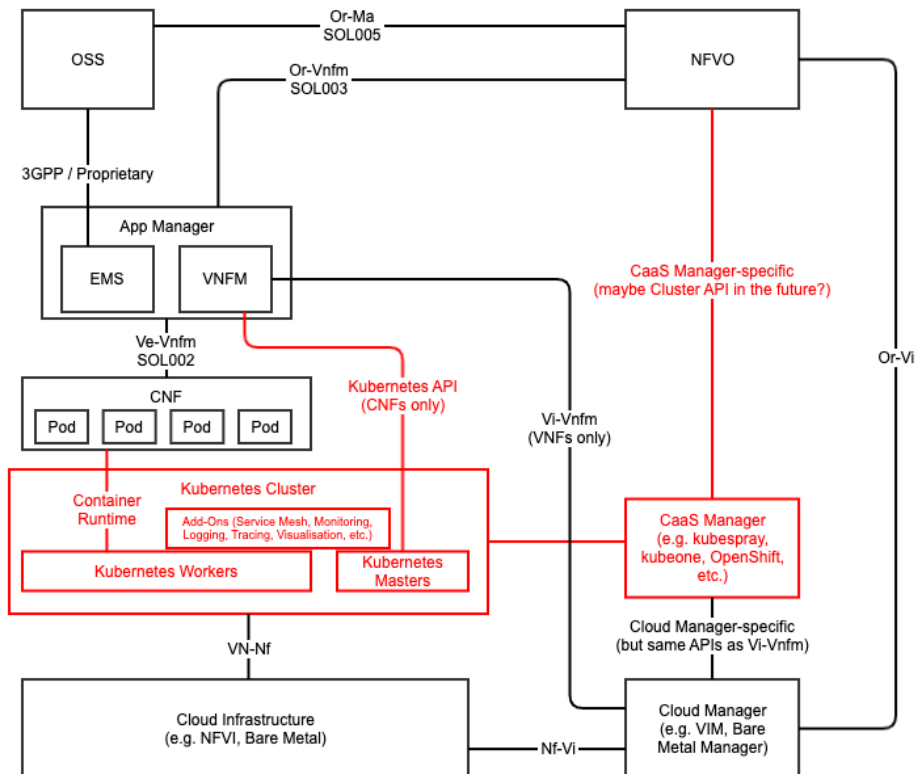 Or-Ma
SOL005
OSS
NFVO
Or-Vnfm
SOL003
3GPP / Proprietary
App Manager
EMS
VNFM
CaaS Manager-specific
(maybe Cluster API in the future?)
Ve-Vnfm
SOL002
Or-Vi
Kubernetes API
(CNFs only)
CNF
Pod
Pod
Pod
Pod
Vi-Vnfm
(VNFs only)
Kubernetes Cluster
Container
Runtime
Add-Ons (Service Mesh, Monitoring,
Logging, Tracing, Visualisation, etc.)
Kubernetes Workers
Kubernetes
Masters
CaaS Manager
(e.g. kubespray,
kubeone, OpenShift,
etc.)
Cloud Manager-specific
(but same APIs as Vi-Vnfm)
VN-Nf
Cloud Infrastructure
(e.g. NFVI, Bare Metal)
Nf-Vi
Cloud Manager
(e.g. VIM, Bare
Metal Manager)